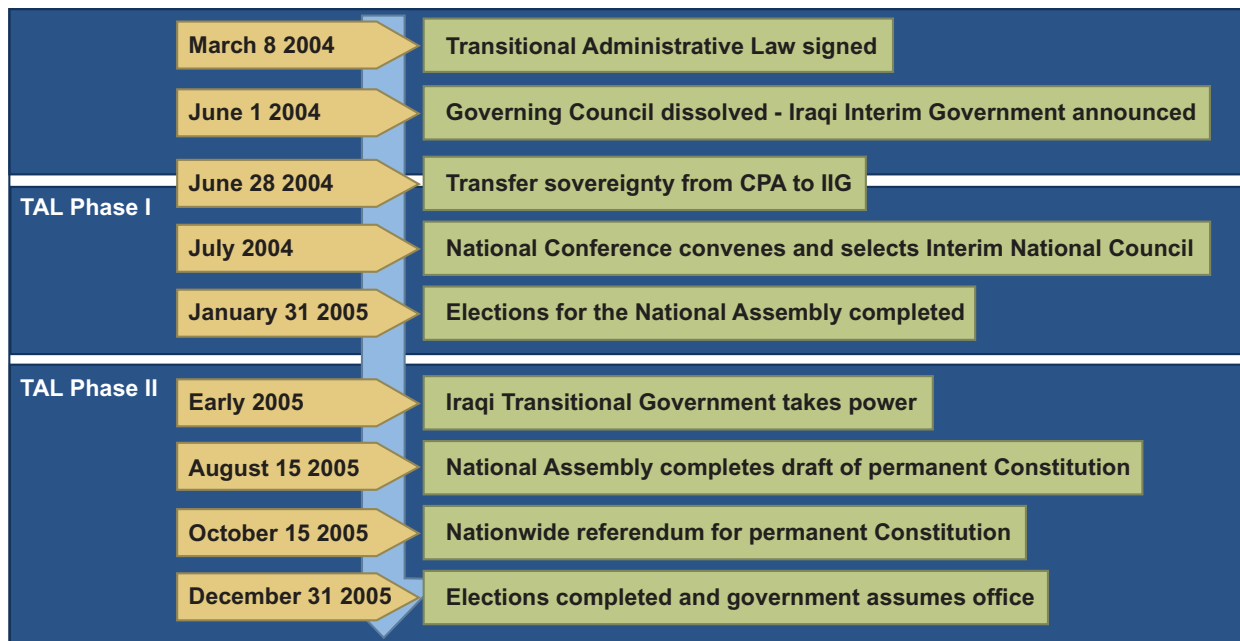 March 8 2004
Transitional Administrative Law signed
June 1 2004
Governing Council dissolved - Iraqi Interim Government announced
June 28 2004
Transfer sovereignty from CPA to IIG
TAL Phase I
July 2004
National Conference convenes and selects Interim National Council
January 31 2005
Elections for the National Assembly completed
TAL Phase II
Early 2005
Iraqi Transitional Government takes power
August 15 2005
National Assembly completes draft of permanent Constitution
October 15 2005
Nationwide referendum for permanent Constitution
December 31 2005
Elections completed and government assumes office